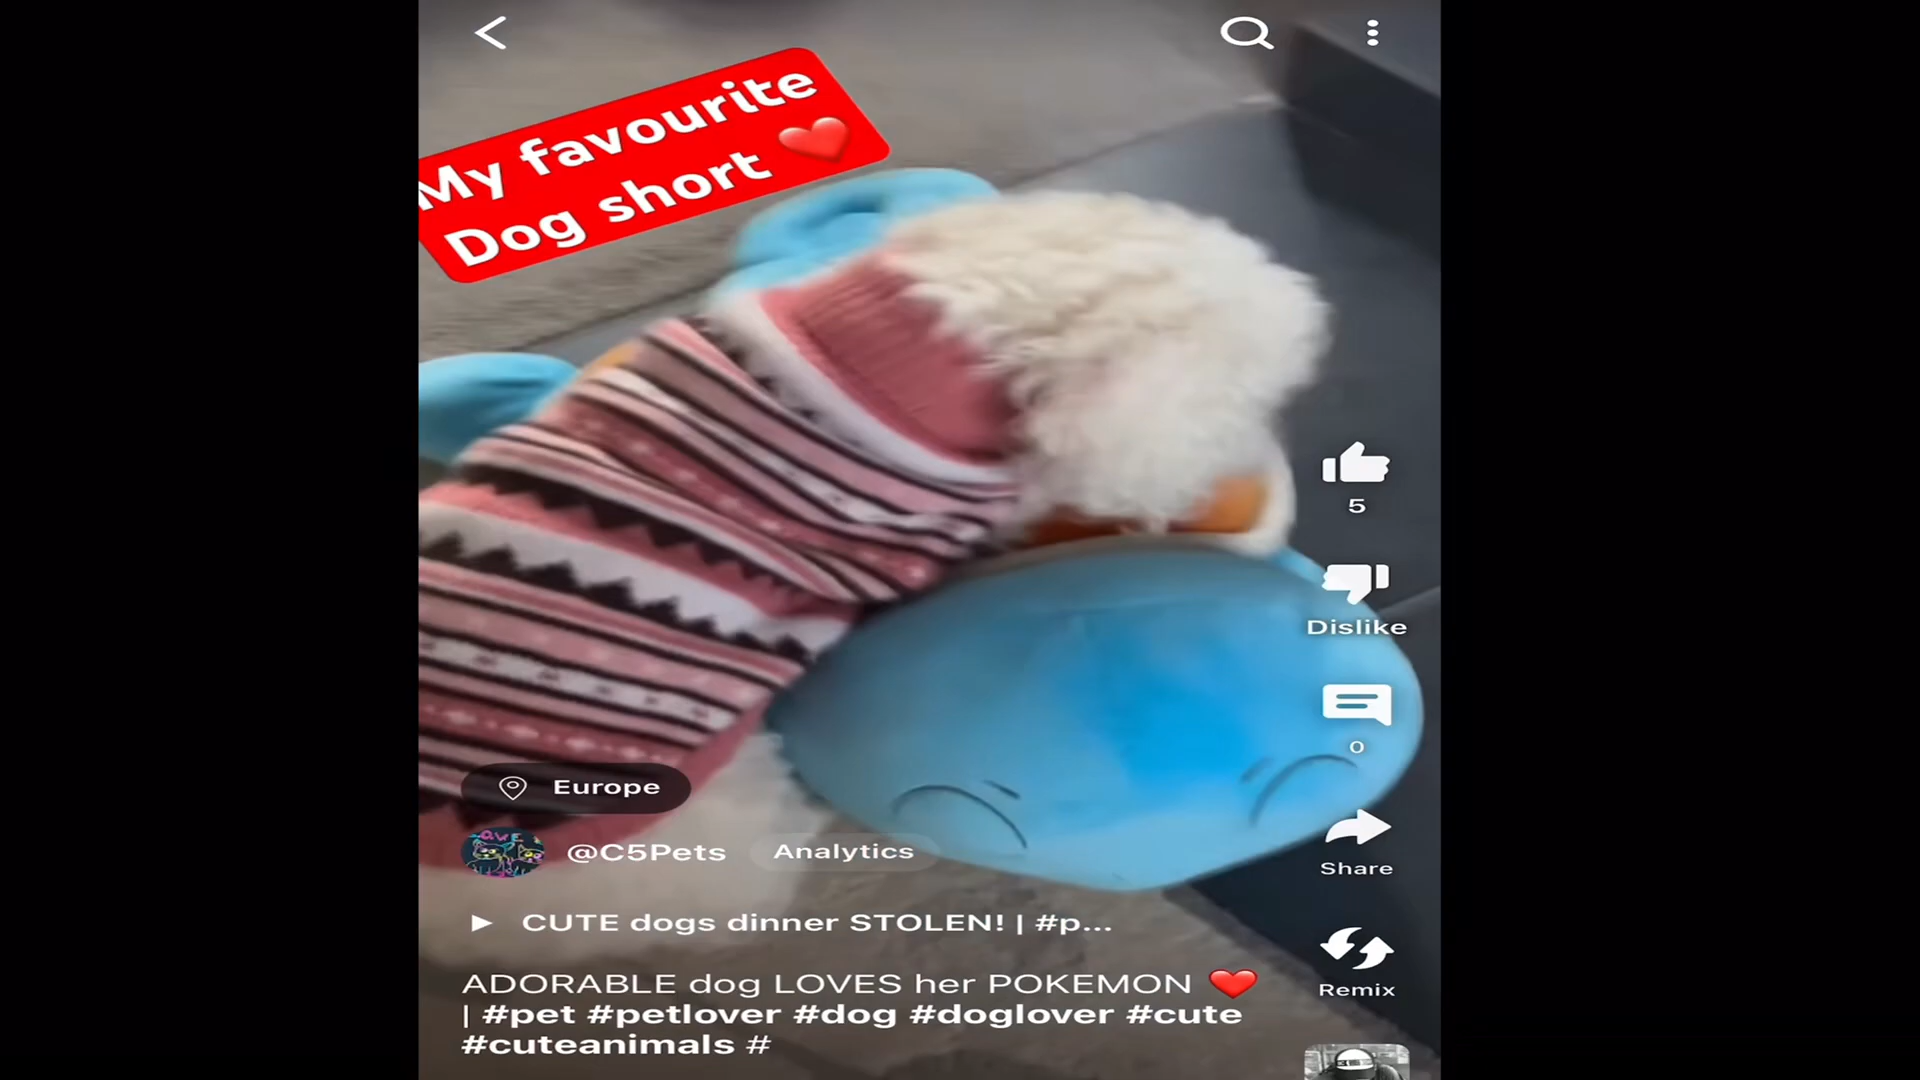 My favourite
Dog short ❤️
5
Dislike
0
Europe
@C5Pets
Analytics
Share
CUTE dogs dinner STOLEN! | #p...
ADORABLE dog LOVES her POKEMON ❤️
| #pet #petlover #dog #doglover #cute
#cuteanimals #
Remix